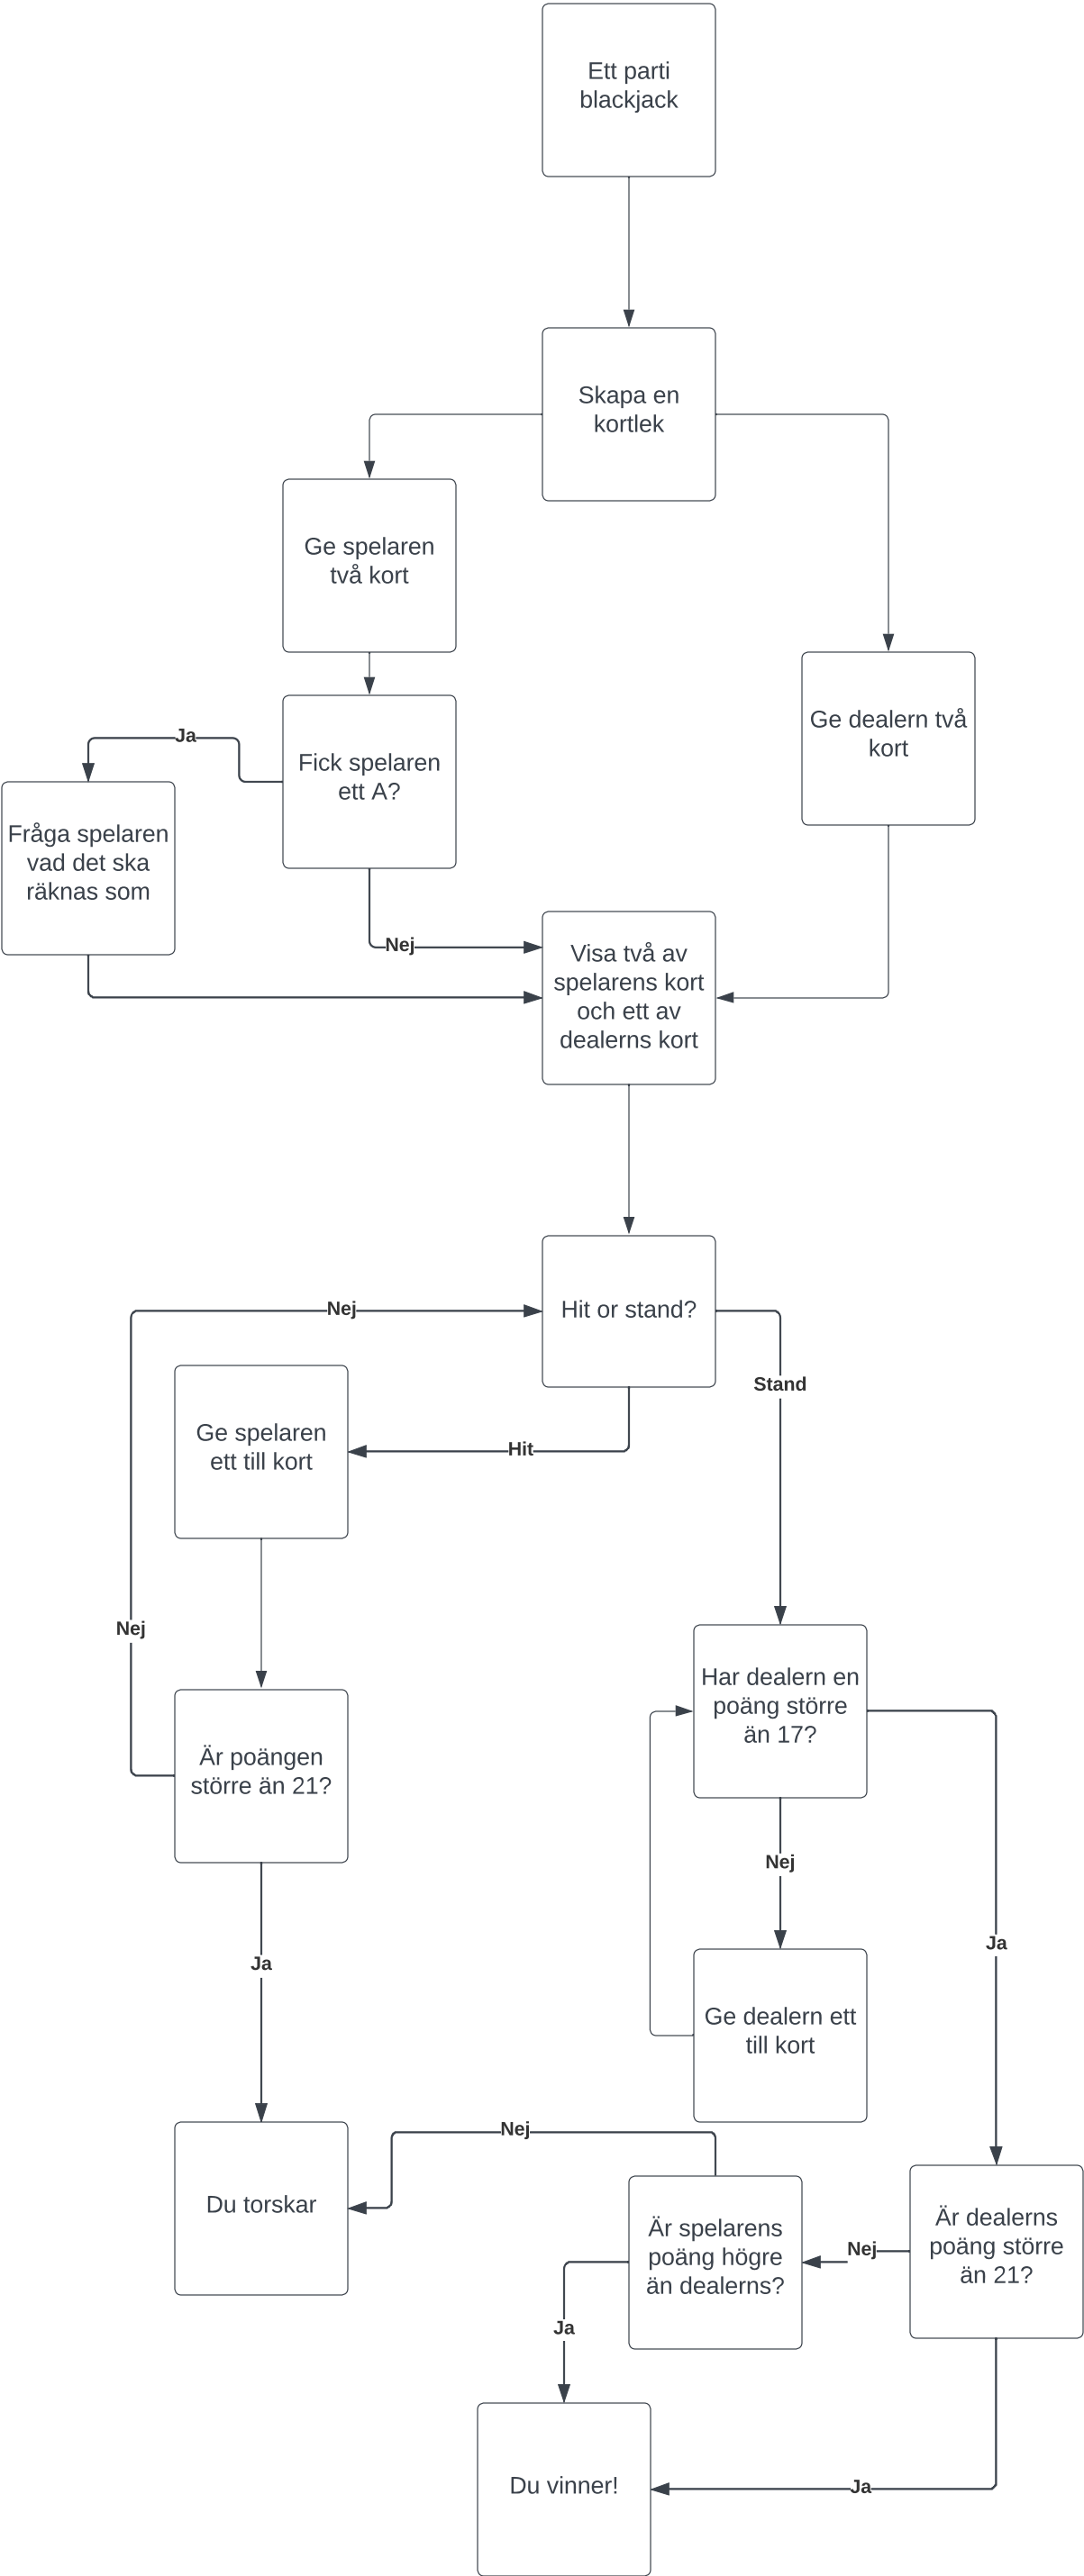 Ett parti
blackjack
Skapa en
kortlek
Ge spelaren
två kort
Ge dealern två
kort
Ja
Fick spelaren
ett A?
Fråga spelaren
vad det ska
räknas som
Nej
Visa två av
spelarens kort
och ett av
dealerns kort
Nej
Hit or stand?
Stand
Ge spelaren
ett till kort
Hit
Nej
Har dealern en
poäng större
än 17?
Är poängen
större än 21?
Nej
Ja
Ja
Ge dealern ett
till kort
Nej
Du torskar
Är spelarens
poäng högre
än dealerns?
Nej
Är dealerns
poäng större
än 21?
Ja
Du vinner!
Ja